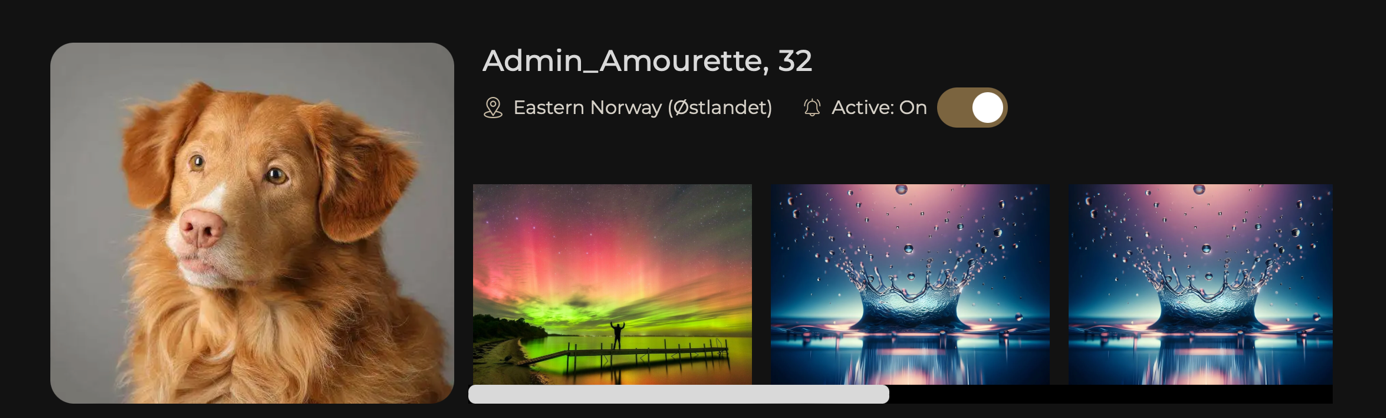 Admin_Amourette, 32
Eastern Norway (Østlandet) Active: On